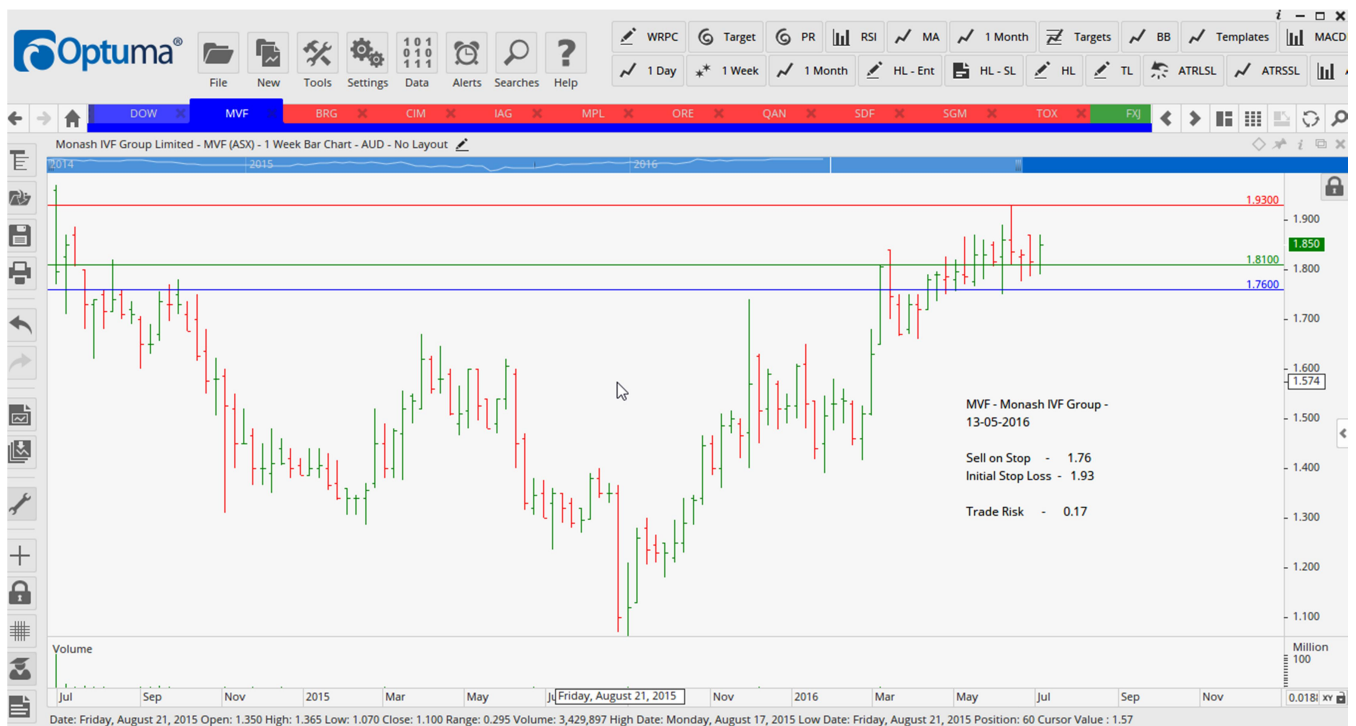 Optuma®
File
New
Tools
Settings
Data
Alerts
Searches
Help
WRPC
Target
PR
RSI
MA
1 Month
Targets
BB
Templates
MACD
1 Day
1 Week
1 Month
HL - Ent
HL - SL
HL
TL
ATRLSL
ATRSSL
DOW
MVF
BRG
CIM
IAG
MPL
ORE
QAN
SDF
SGM
TOX
FXJ
Monash IVF Group Limited - MVF (ASX) - 1 Week Bar Chart - AUD - No Layout
2014
2015
2016
1.9300
1.900
1.850
1.8100
1.800
1.7600
1.700
1.600
1.574
1.500
1.400
1.300
1.200
1.100
MVF - Monash IVF Group -
13-05-2016
Sell on Stop - 1.76
Initial Stop Loss - 1.93
Trade Risk - 0.17
Volume
Million
100
Jul
Sep
Nov
2015
Mar
May
Friday, August 21, 2015
Nov
2016
Mar
May
Jul
Sep
Nov
XY
Date: Friday, August 21, 2015 Open: 1.350 High: 1.365 Low: 1.070 Close: 1.100 Range: 0.295 Volume: 3,429,897 High Date: Monday, August 17, 2015 Low Date: Friday, August 21, 2015 Position: 60 Cursor Value : 1.57